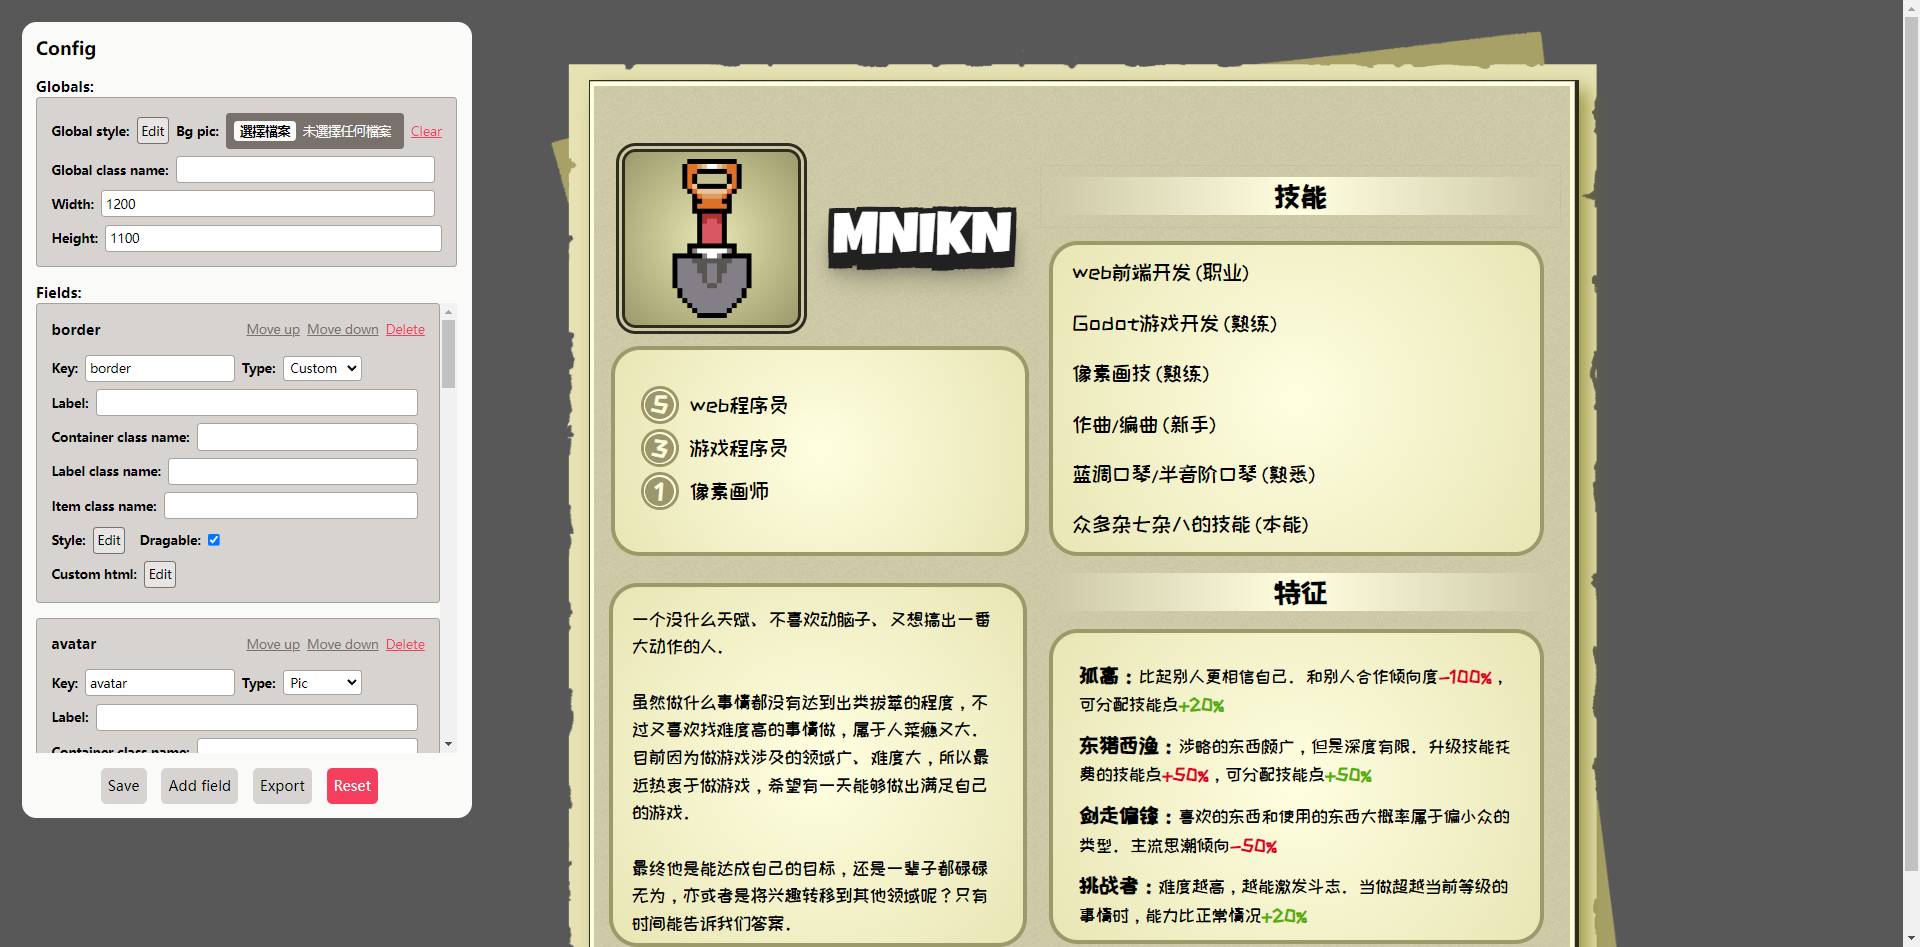 Config
Globals:
Global style: Edit Bg pic: 選擇檔案 未選擇任何檔案 Clear
Global class name:
Width: 1200
Height: 1100
Fields:
border Move up Move down Delete
Key: border Type: Custom
Label:
Container class name:
Label class name:
Item class name:
Style: Edit Dragable:
Custom html: Edit
avatar Move up Move down Delete
Key: avatar Type: Pic
Label:
Container class name:
Save Add field Export Reset
MNIKN
5 web程序员
3 游戏程序员
1 像素画师
一个没什么天赋、不喜欢动脑子、又想搞出一番
大动作的人.
虽然做什么事情都没有达到出类拔萃的程度，不
过又喜欢找难度高的事情做，属于人菜瘾又大.
目前因为做游戏涉及的领域广、难度大，所以最
近热衷于做游戏，希望有一天能够做出满足自己
的游戏.
最终他是能达成自己的目标，还是一辈子都碌碌
无为，亦或者是将兴趣转移到其他领域呢？只有
时间能告诉我们答案.
技能
web前端开发(职业)
Godot游戏开发(熟练)
像素画技(熟练)
作曲/编曲(新手)
蓝调口琴/半音阶口琴(熟悉)
众多杂七杂八的技能(本能)
特征
孤高：比起别人更相信自己. 和别人合作倾向度-100%，
可分配技能点+20%
东猎西渔：涉略的东西颇广，但是深度有限. 升级技能花
费的技能点+50%，可分配技能点+50%
剑走偏锋：喜欢的东西和使用的东西大概率属于偏小众的
类型. 主流思潮倾向-50%
挑战者：难度越高，越能激发斗志. 当做超越当前等级的
事情时，能力比正常情况+20%